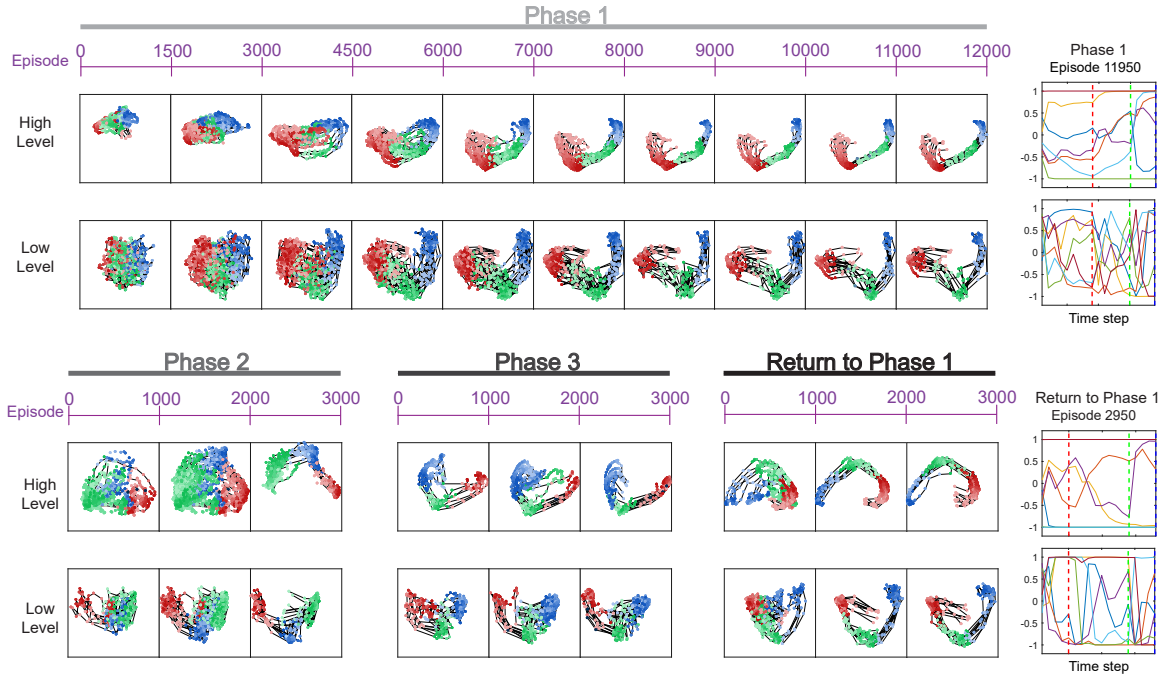 Phase 1
Episode
0 1500 3000 4500 6000 7000 8000 9000 10000 11000 12000
High
Level
Low
Level
Phase 1
Episode 11950
1
0.5
0
-0.5
-1
1
0.5
0
-0.5
-1
Time step
Phase 2
Phase 3
Return to Phase 1
Episode
0 1000 2000 3000
0 1000 2000 3000
0 1000 2000 3000
High
Level
Low
Level
Return to Phase 1
Episode 2950
1
0.5
0
-0.5
-1
1
0.5
0
-0.5
-1
Time step